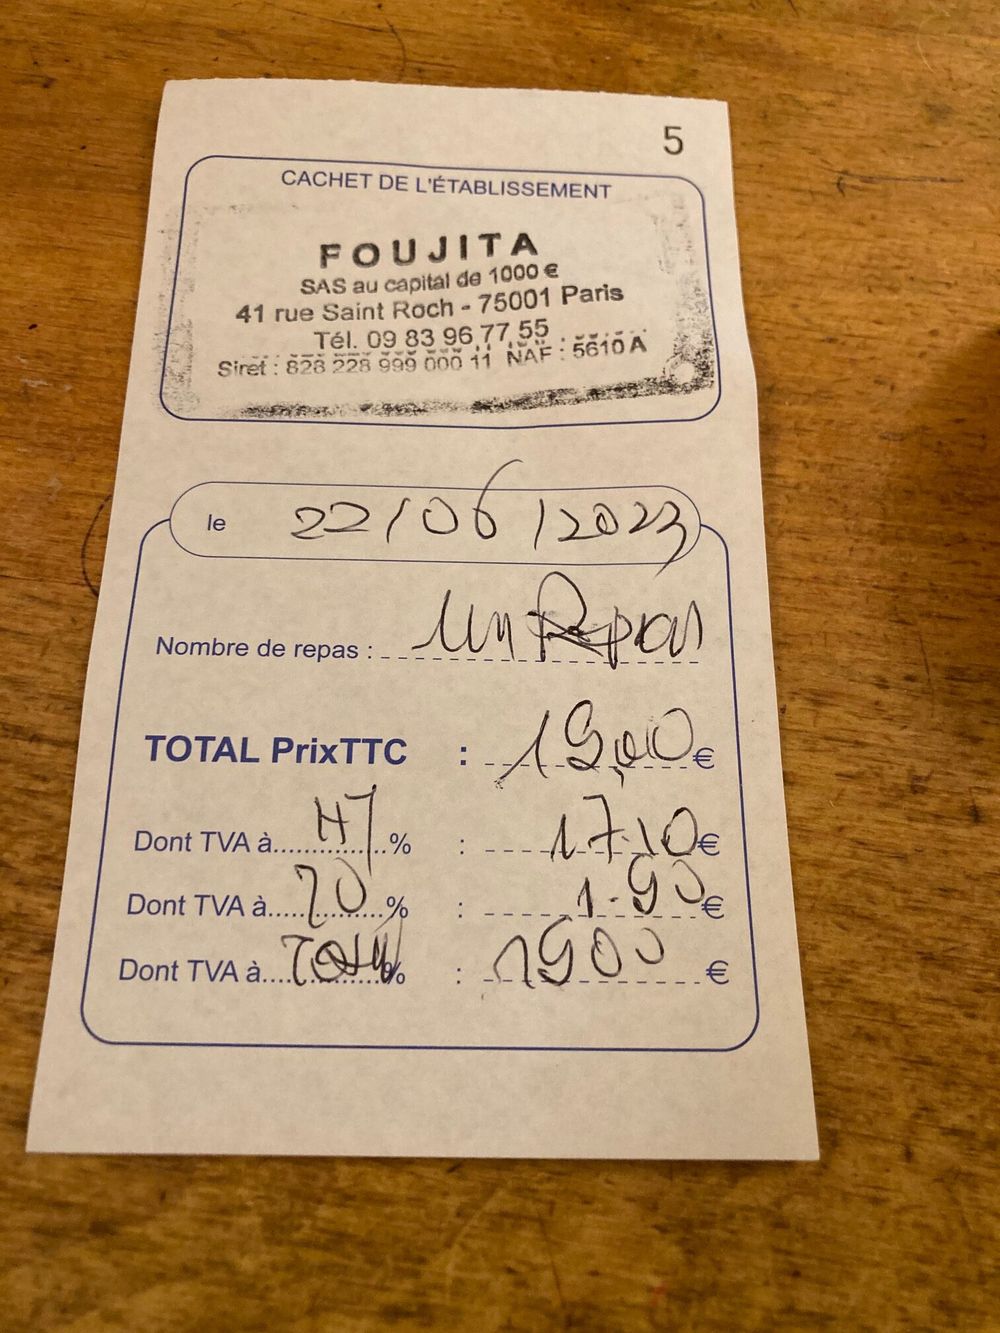 5
CACHET DE L'ÉTABLISSEMENT
FOUJITA
SAS au capital de 1000 €
41 rue Saint Roch - 75001 Paris
Tél. 09 83 96 77 55
Siret : 828 228 999 000 11 NAF : 5610 A
le 22/06/2023
Nombre de repas : Un Repas
TOTAL PrixTTC : 19,00 €
Dont TVA à HT % : 17.10 €
Dont TVA à 10 % : 1.90 €
Dont TVA à Total % : 1900 €